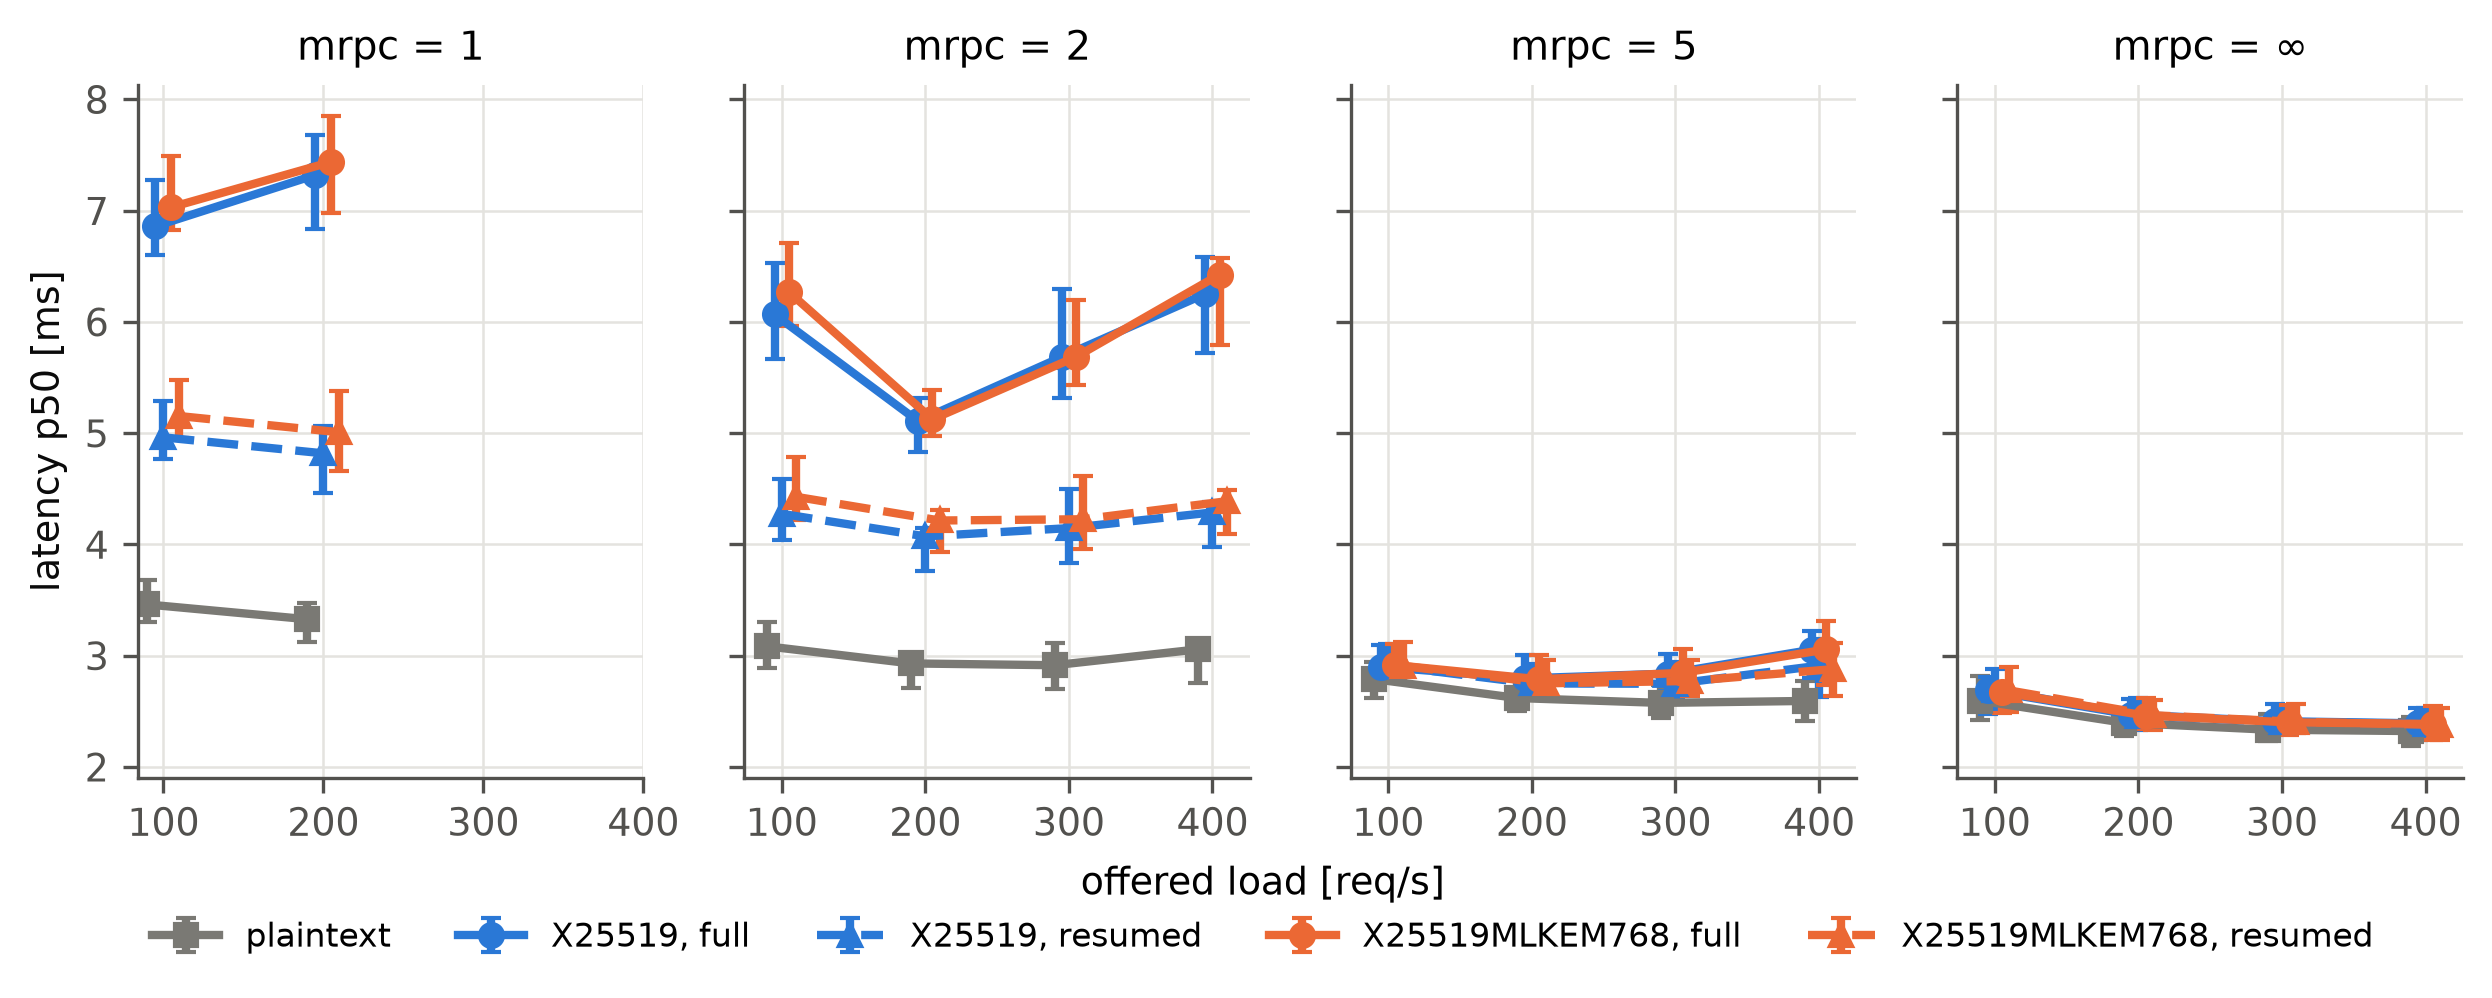 mrpc = 1
mrpc = 2
mrpc = 5
mrpc = ∞
latency p50 [ms]
8
7
6
5
4
3
2
100 200 300 400
100 200 300 400
100 200 300 400
100 200 300 400
offered load [req/s]
plaintext
X25519, full
X25519, resumed
X25519MLKEM768, full
X25519MLKEM768, resumed